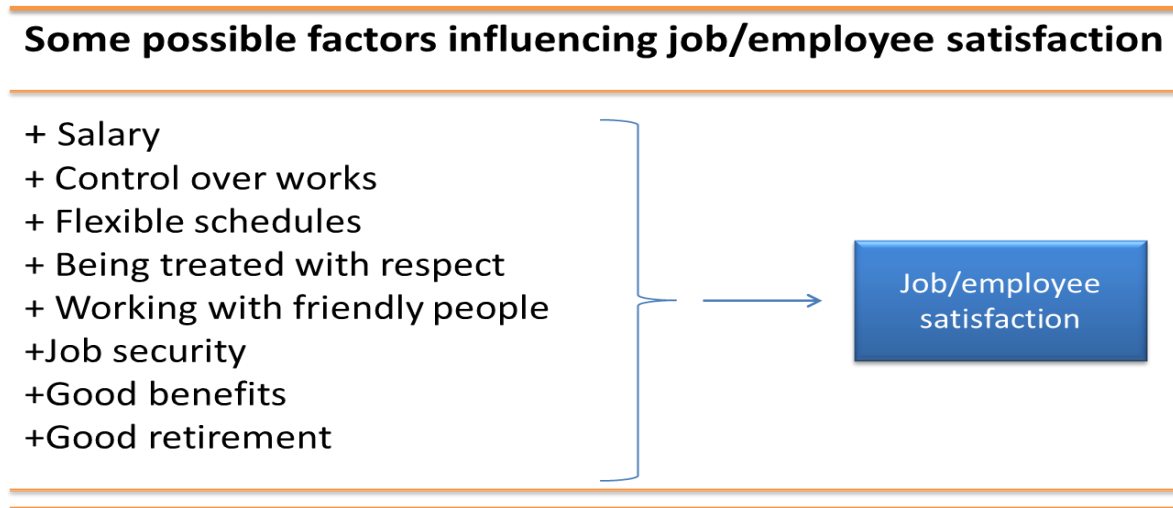 Some possible factors influencing job/employee satisfaction
+ Salary
+ Control over works
+ Flexible schedules
+ Being treated with respect
+ Working with friendly people
+Job security
+Good benefits
+Good retirement
Job/employee
satisfaction